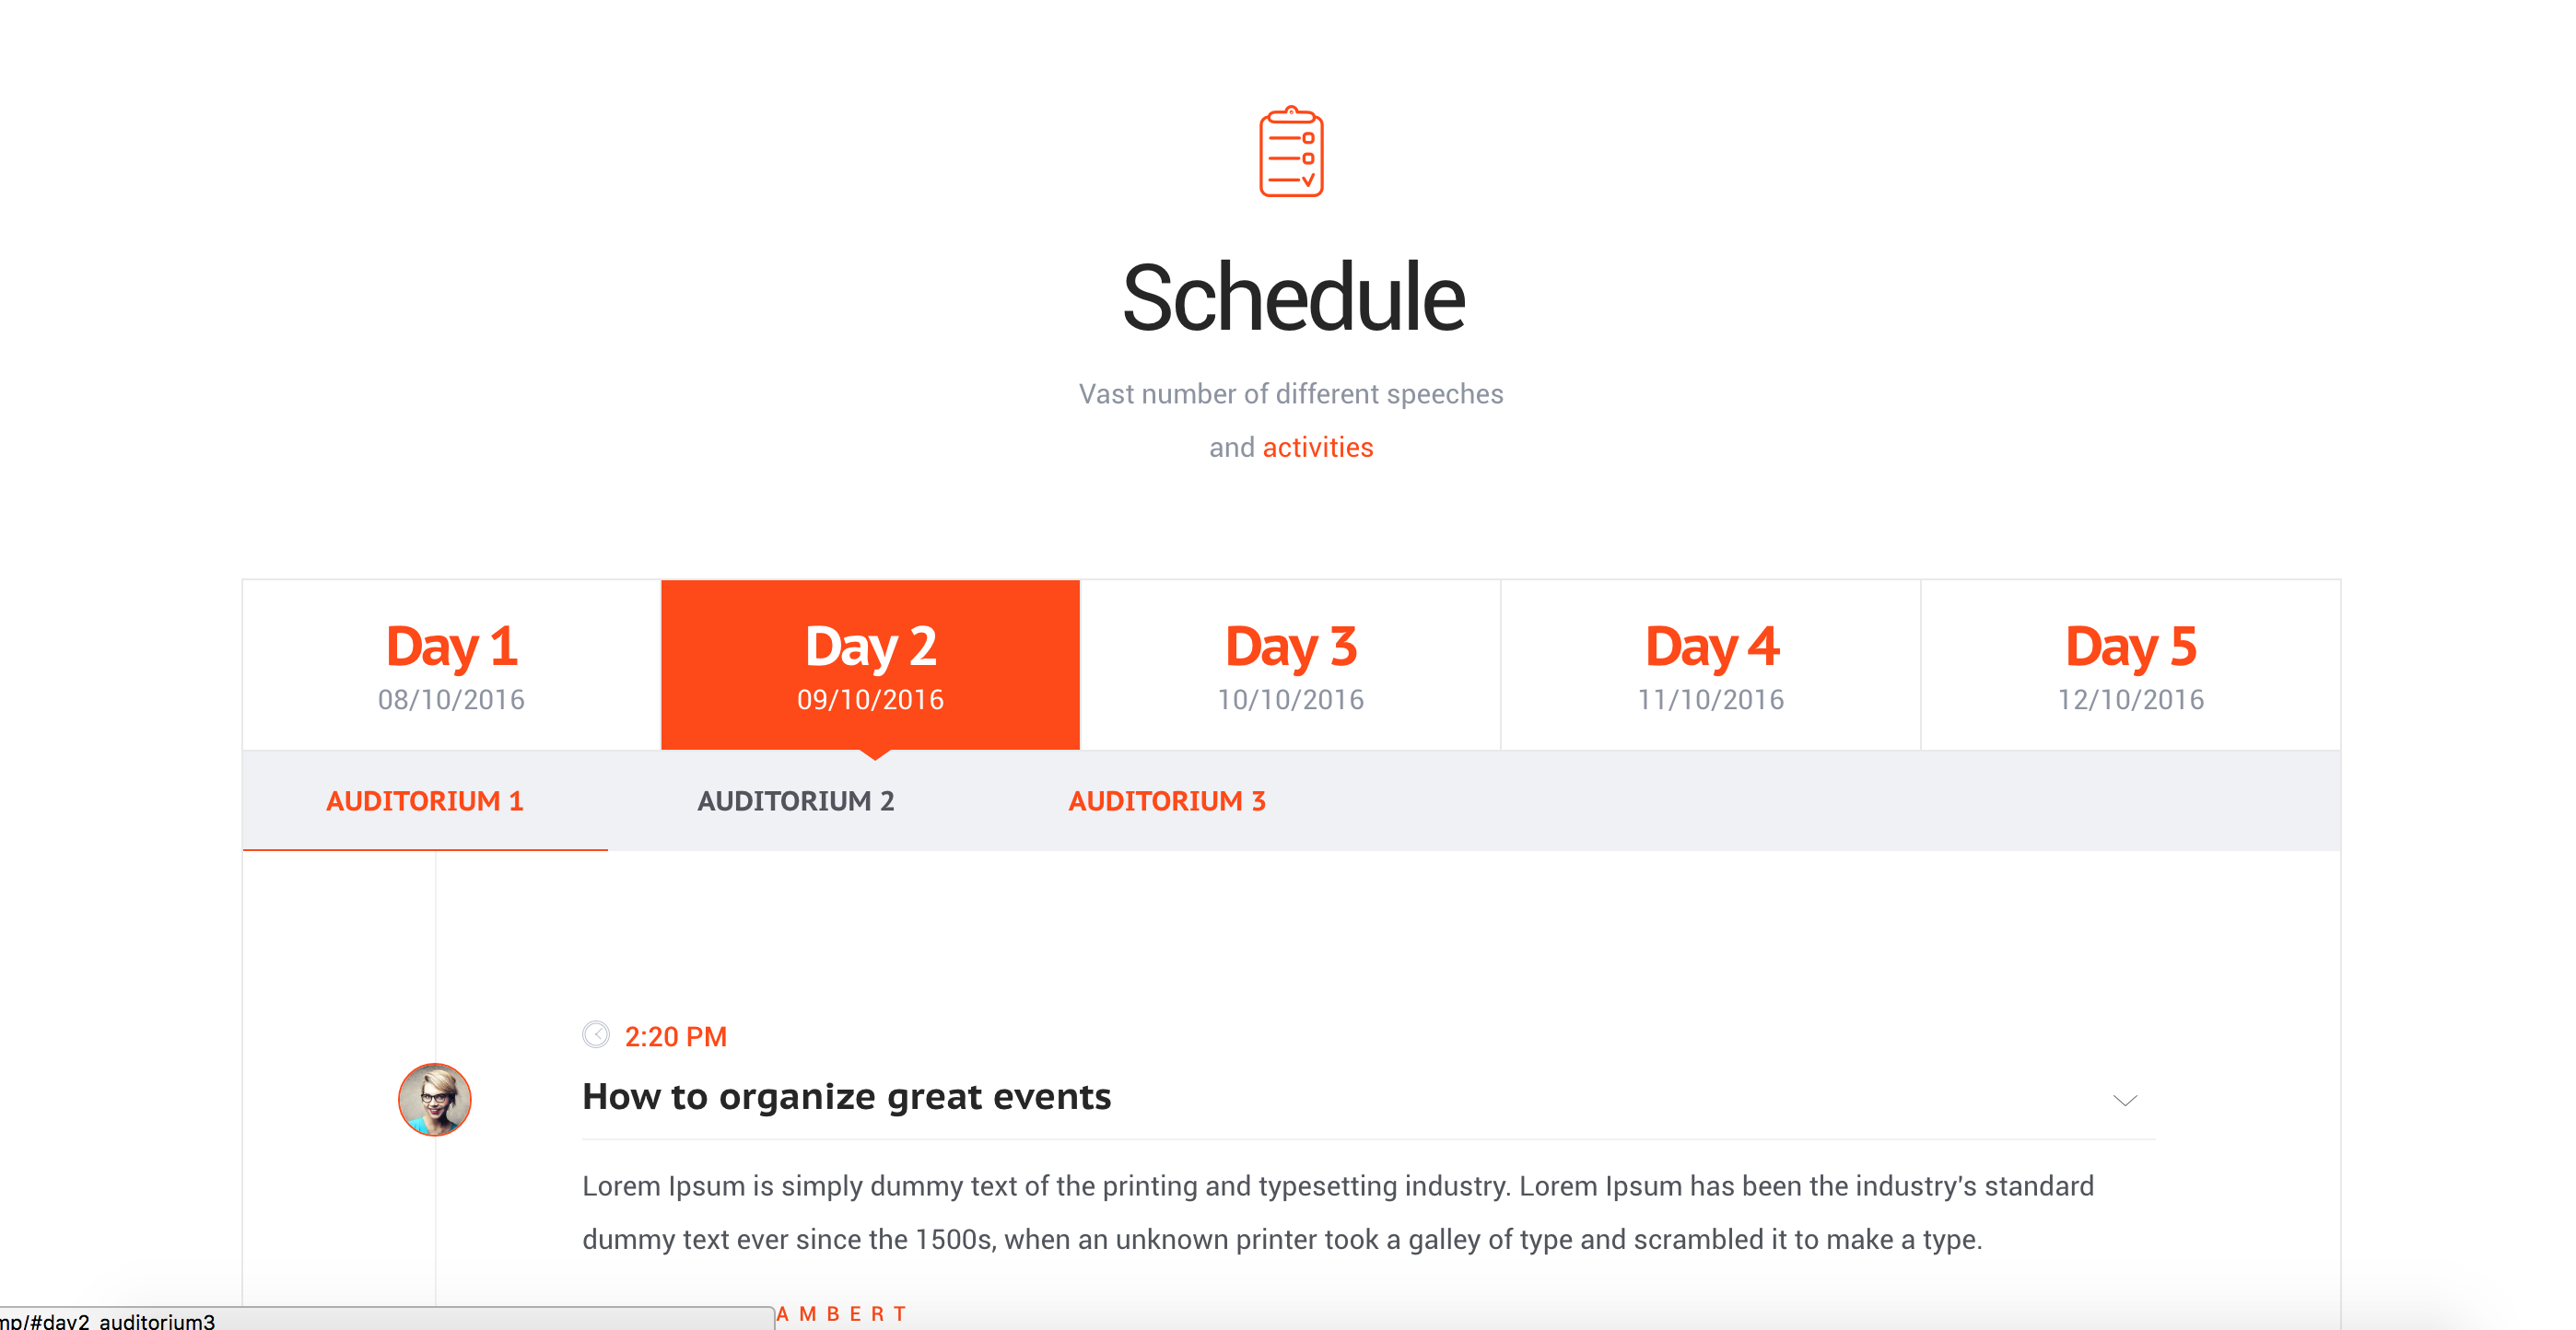 Schedule
Vast number of different speeches
and activities
Day 1
08/10/2016
Day 2
09/10/2016
Day 3
10/10/2016
Day 4
11/10/2016
Day 5
12/10/2016
AUDITORIUM 1
AUDITORIUM 2
AUDITORIUM 3
2:20 PM
How to organize great events
Lorem Ipsum is simply dummy text of the printing and typesetting industry. Lorem Ipsum has been the industry's standard
dummy text ever since the 1500s, when an unknown printer took a galley of type and scrambled it to make a type.
AMBERT
mp/#day2_auditorium3